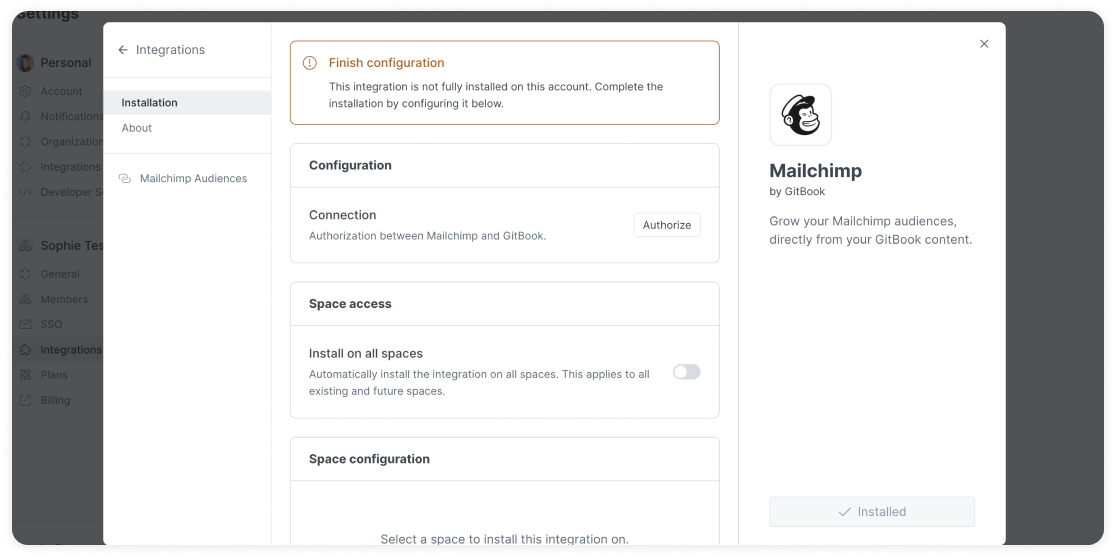 Settings
Personal
Account
Notifications
Organization
Integrations
Developer S
Sophie Tes
General
Members
SSO
Integrations
Plans
Billing
Integrations
Installation
About
Mailchimp Audiences
Finish configuration
This integration is not fully installed on this account. Complete the
installation by configuring it below.
Configuration
Connection
Authorization between Mailchimp and GitBook.
Authorize
Space access
Install on all spaces
Automatically install the integration on all spaces. This applies to all
existing and future spaces.
Space configuration
Select a space to install this integration on.
Mailchimp
by GitBook
Grow your Mailchimp audiences,
directly from your GitBook content.
Installed